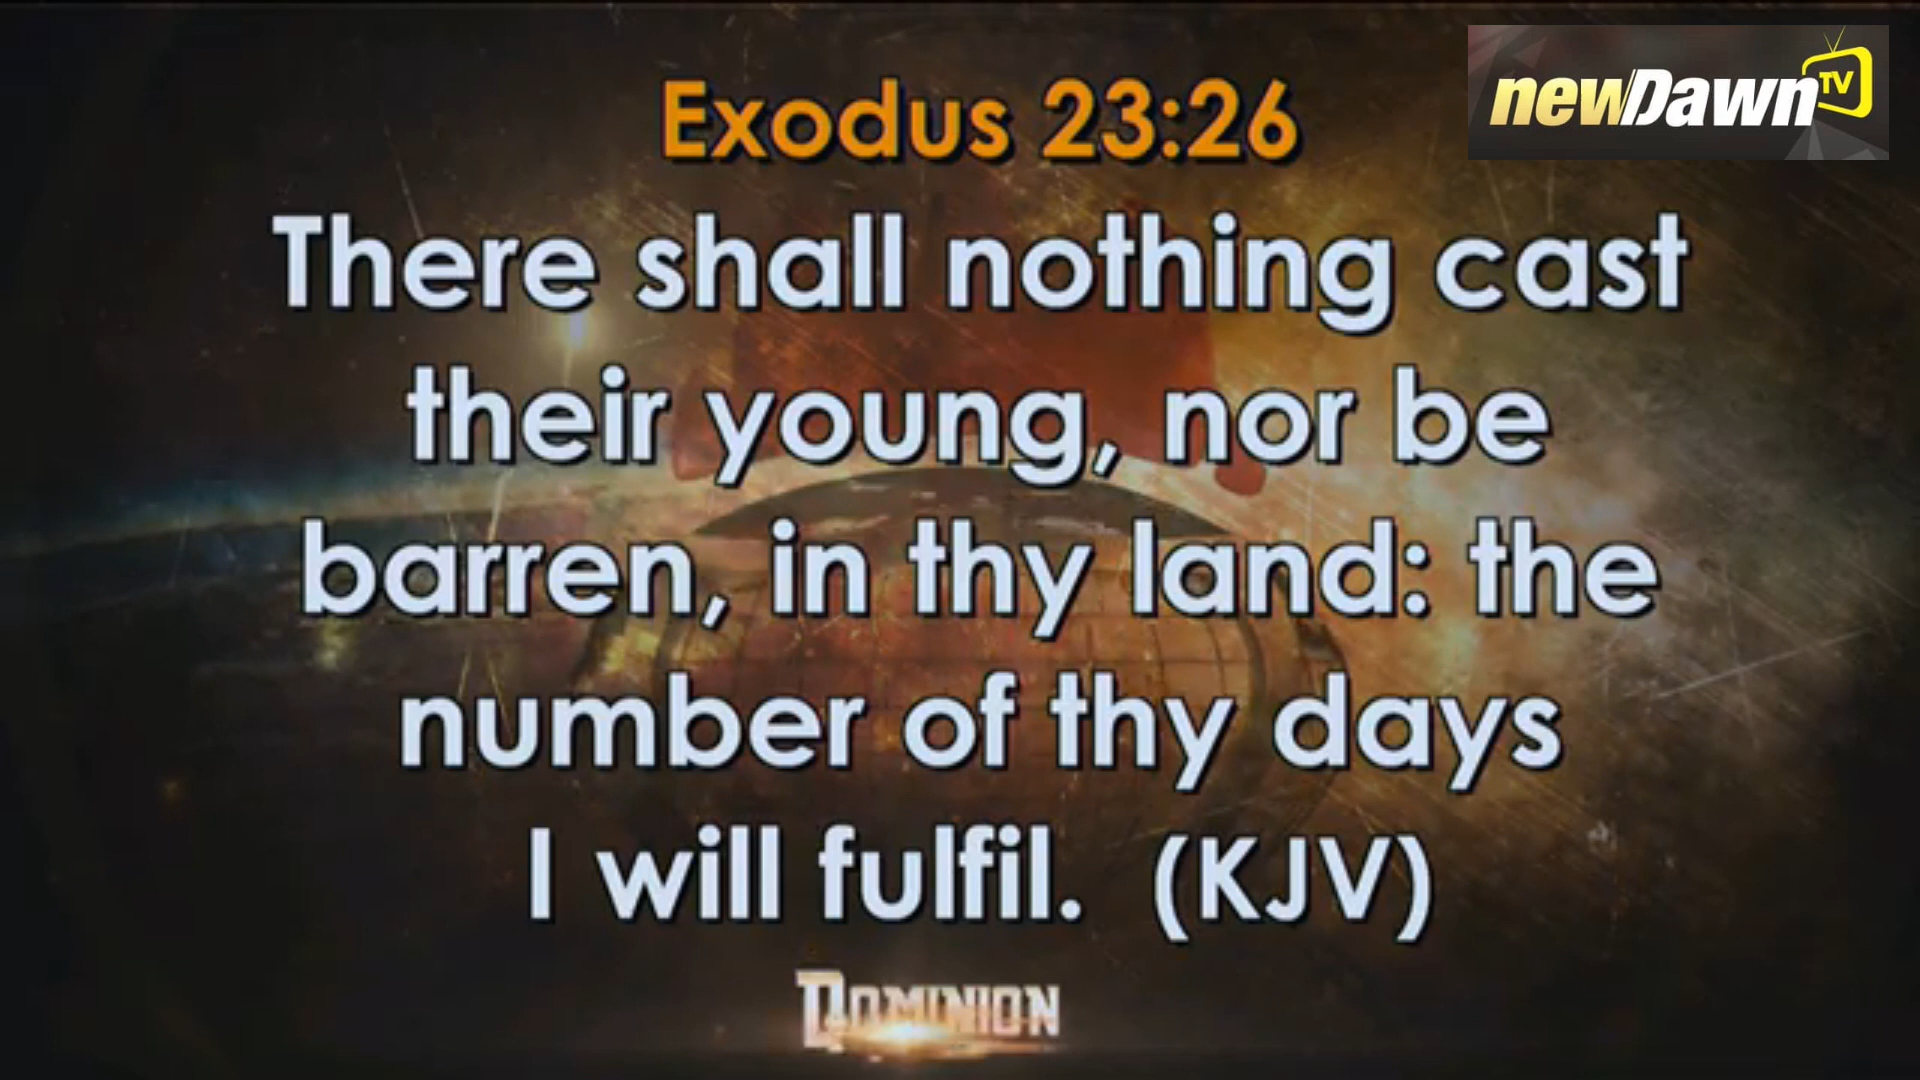 newDawn TV
Exodus 23:26
There shall nothing cast
their young, nor be
barren, in thy land: the
number of thy days
I will fulfil.  (KJV)
DOMINION